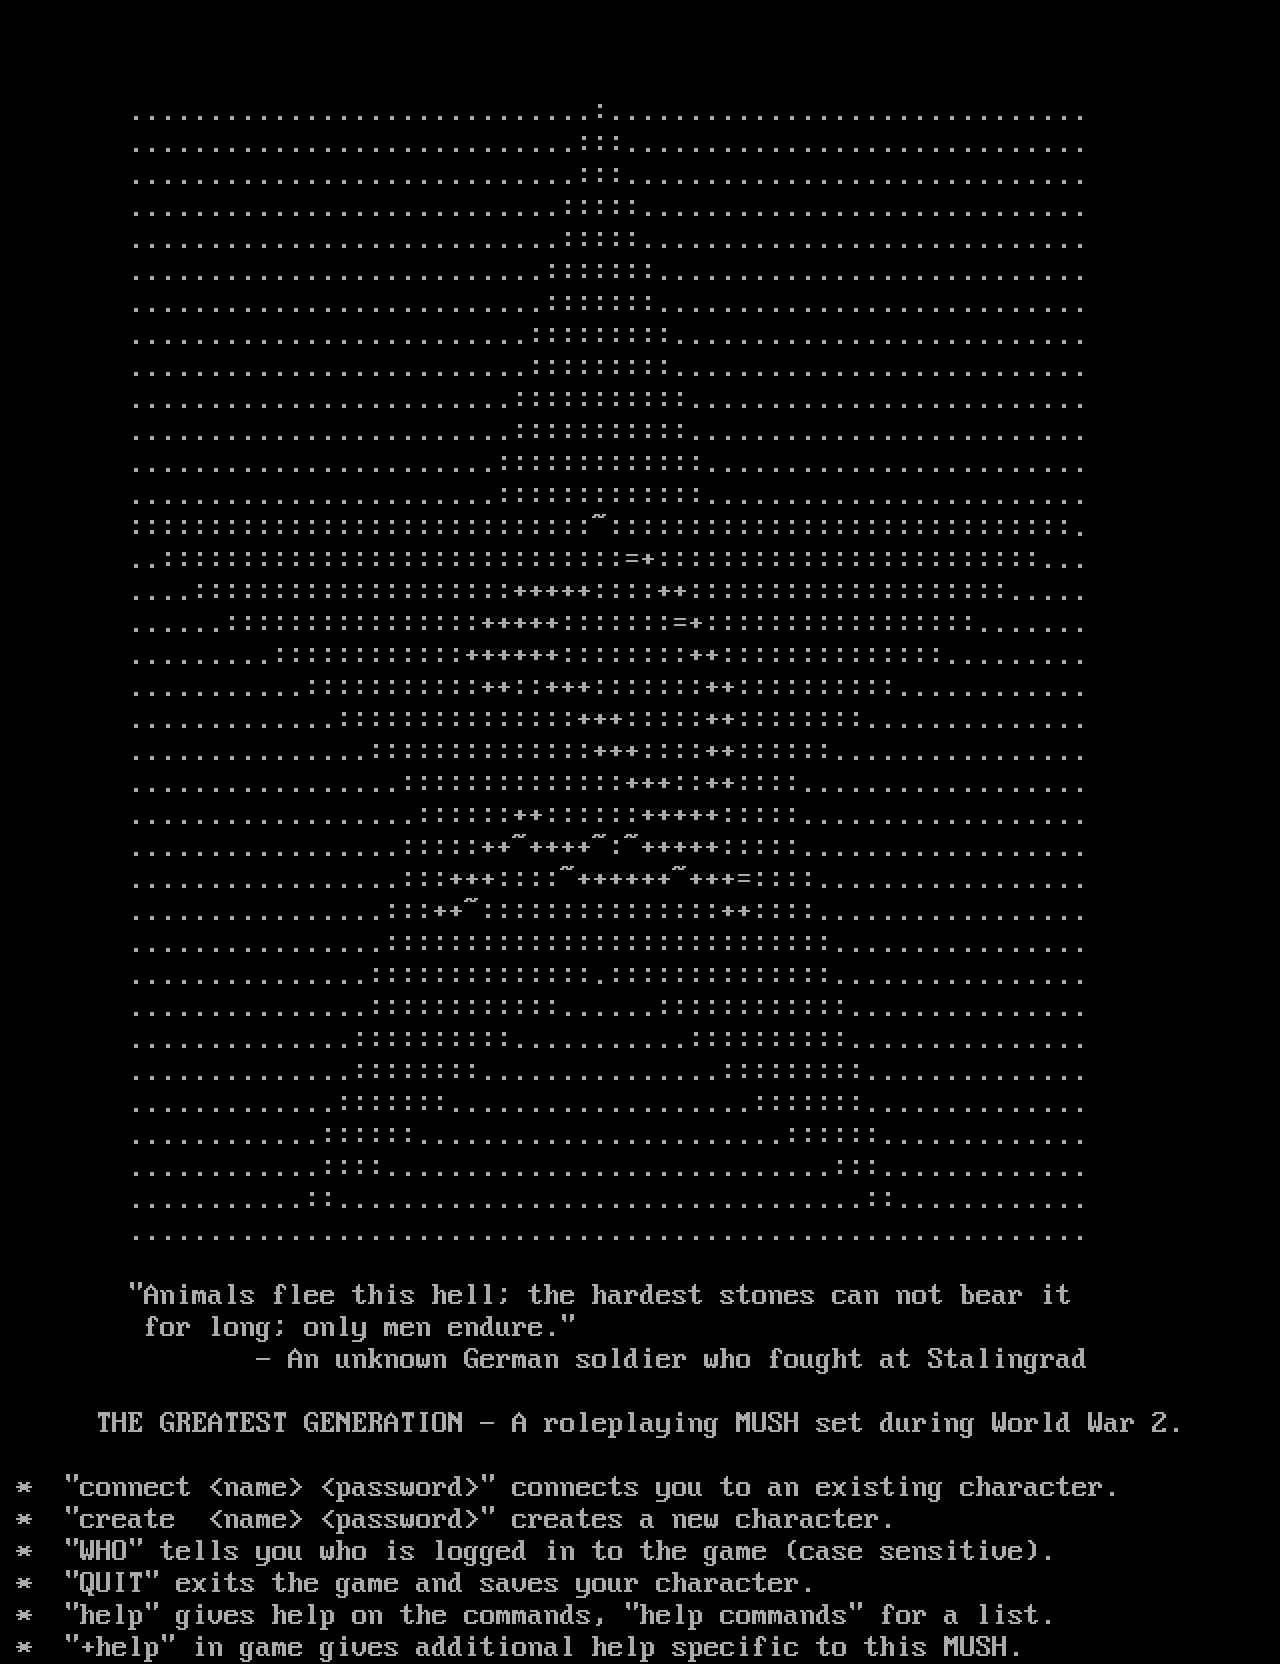 "Animals flee this hell; the hardest stones can not bear it
for long; only men endure."
- An unknown German soldier who fought at Stalingrad
THE GREATEST GENERATION - A roleplaying MUSH set during World War 2.
* "connect <name> <password>" connects you to an existing character.
* "create  <name> <password>" creates a new character.
* "WHO" tells you who is logged in to the game (case sensitive).
* "QUIT" exits the game and saves your character.
* "help" gives help on the commands, "help commands" for a list.
* "+help" in game gives additional help specific to this MUSH.